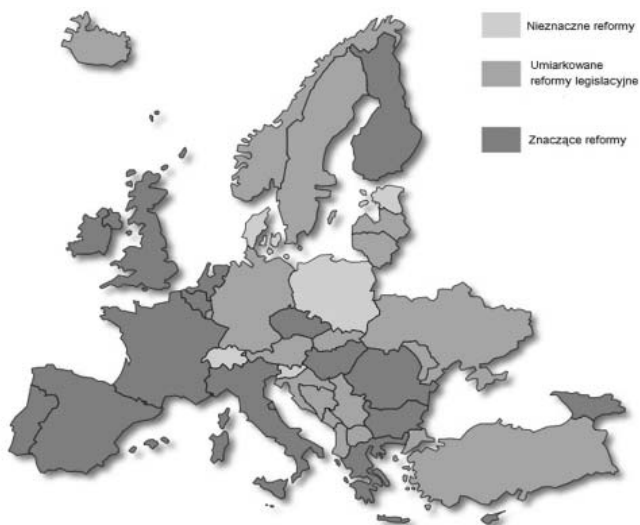 Nieznaczne reformy
Umiarkowane
reformy legislacyjne
Znaczące reformy